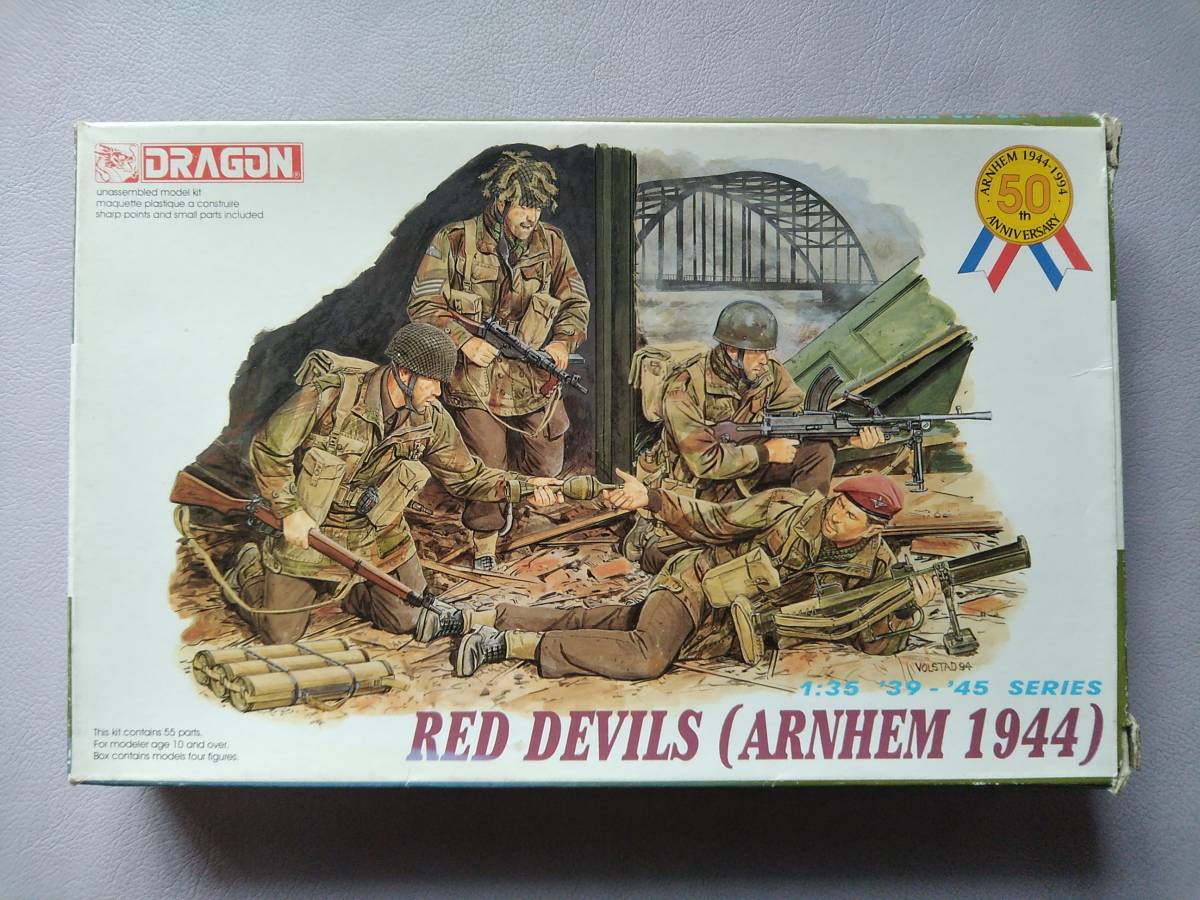 DRAGON®
unassembled model kit
maquette plastique a construire
sharp points and small parts included
ARNHEM 1944-1994
50
th
ANNIVERSARY
VOLSTAD 94
1:35 '39 - '45 SERIES
RED DEVILS (ARNHEM 1944)
This kit contains 55 parts.
For modeler age 10 and over.
Box contains models four figures.